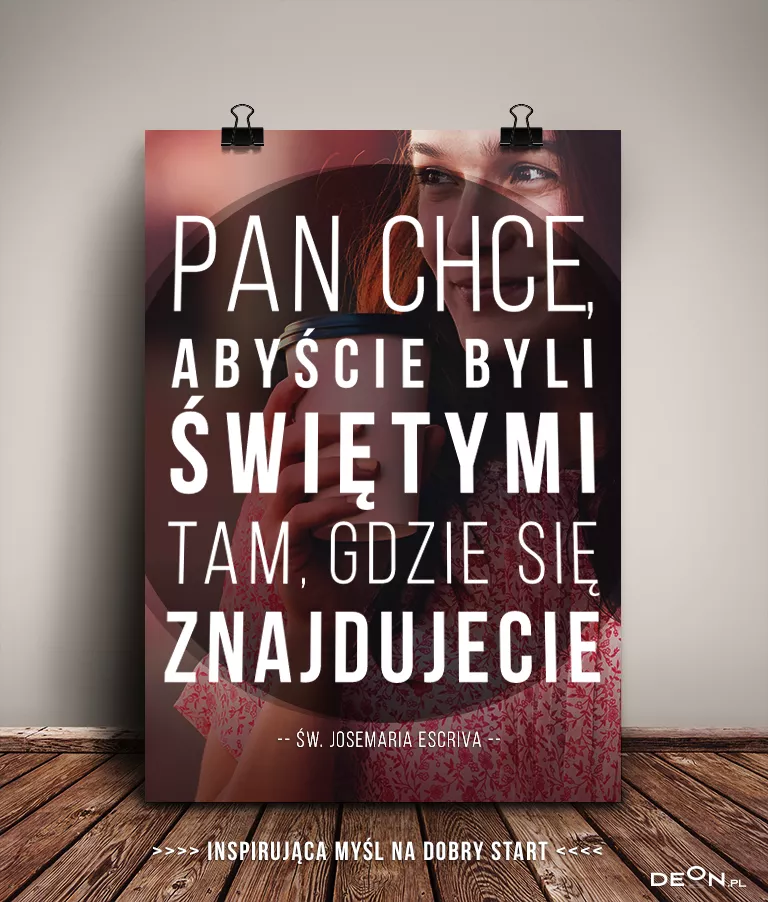 PAN CHCE,
ABYŚCIE BYLI
ŚWIĘTYMI
TAM, GDZIE SIĘ
ZNAJDUJECIE
-- ŚW. JOSEMARIA ESCRIVA --
>>>> INSPIRUJĄCA MYŚL NA DOBRY START <<<<
DEON.PL